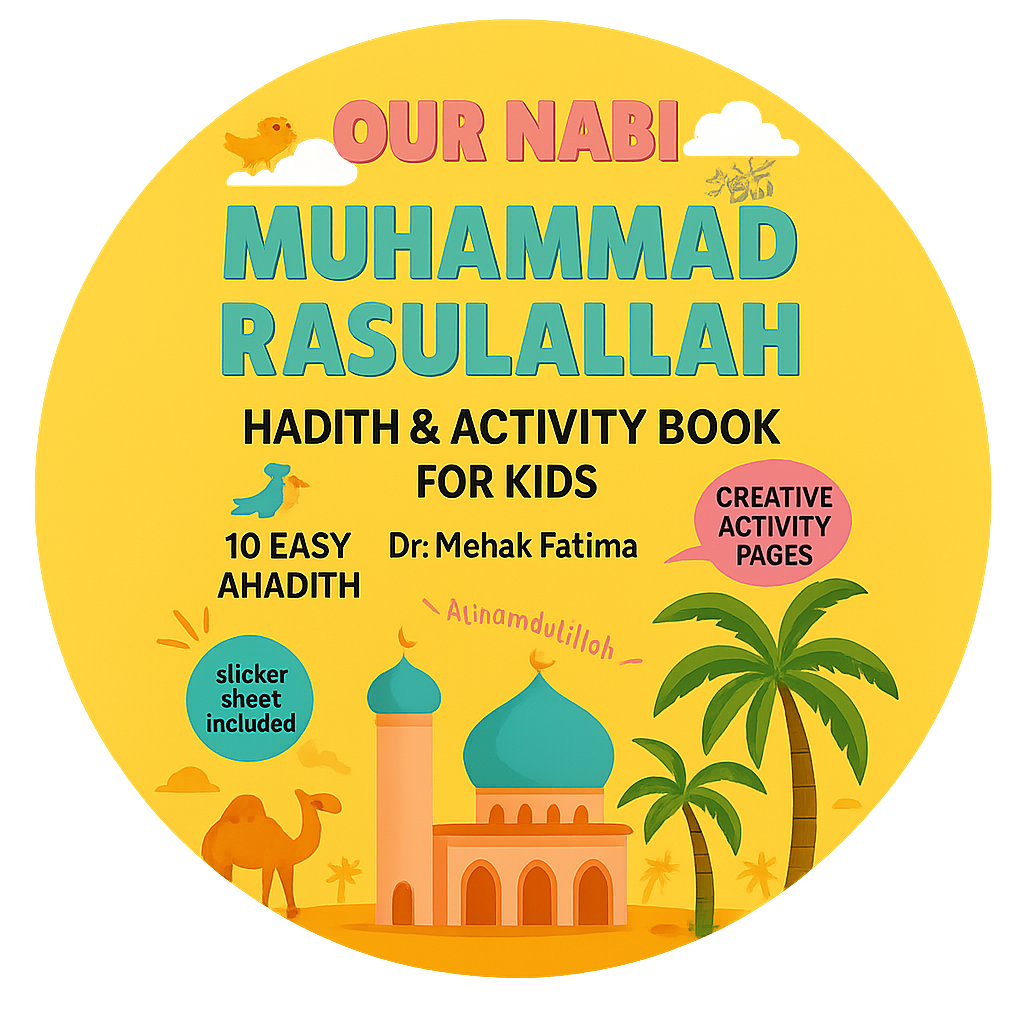 OUR NABI
MUHAMMAD
RASULALLAH
HADITH & ACTIVITY BOOK
FOR KIDS
CREATIVE
ACTIVITY
PAGES
10 EASY
AHADITH
Dr: Mehak Fatima
Alinamdulilloh
slicker
sheet
included